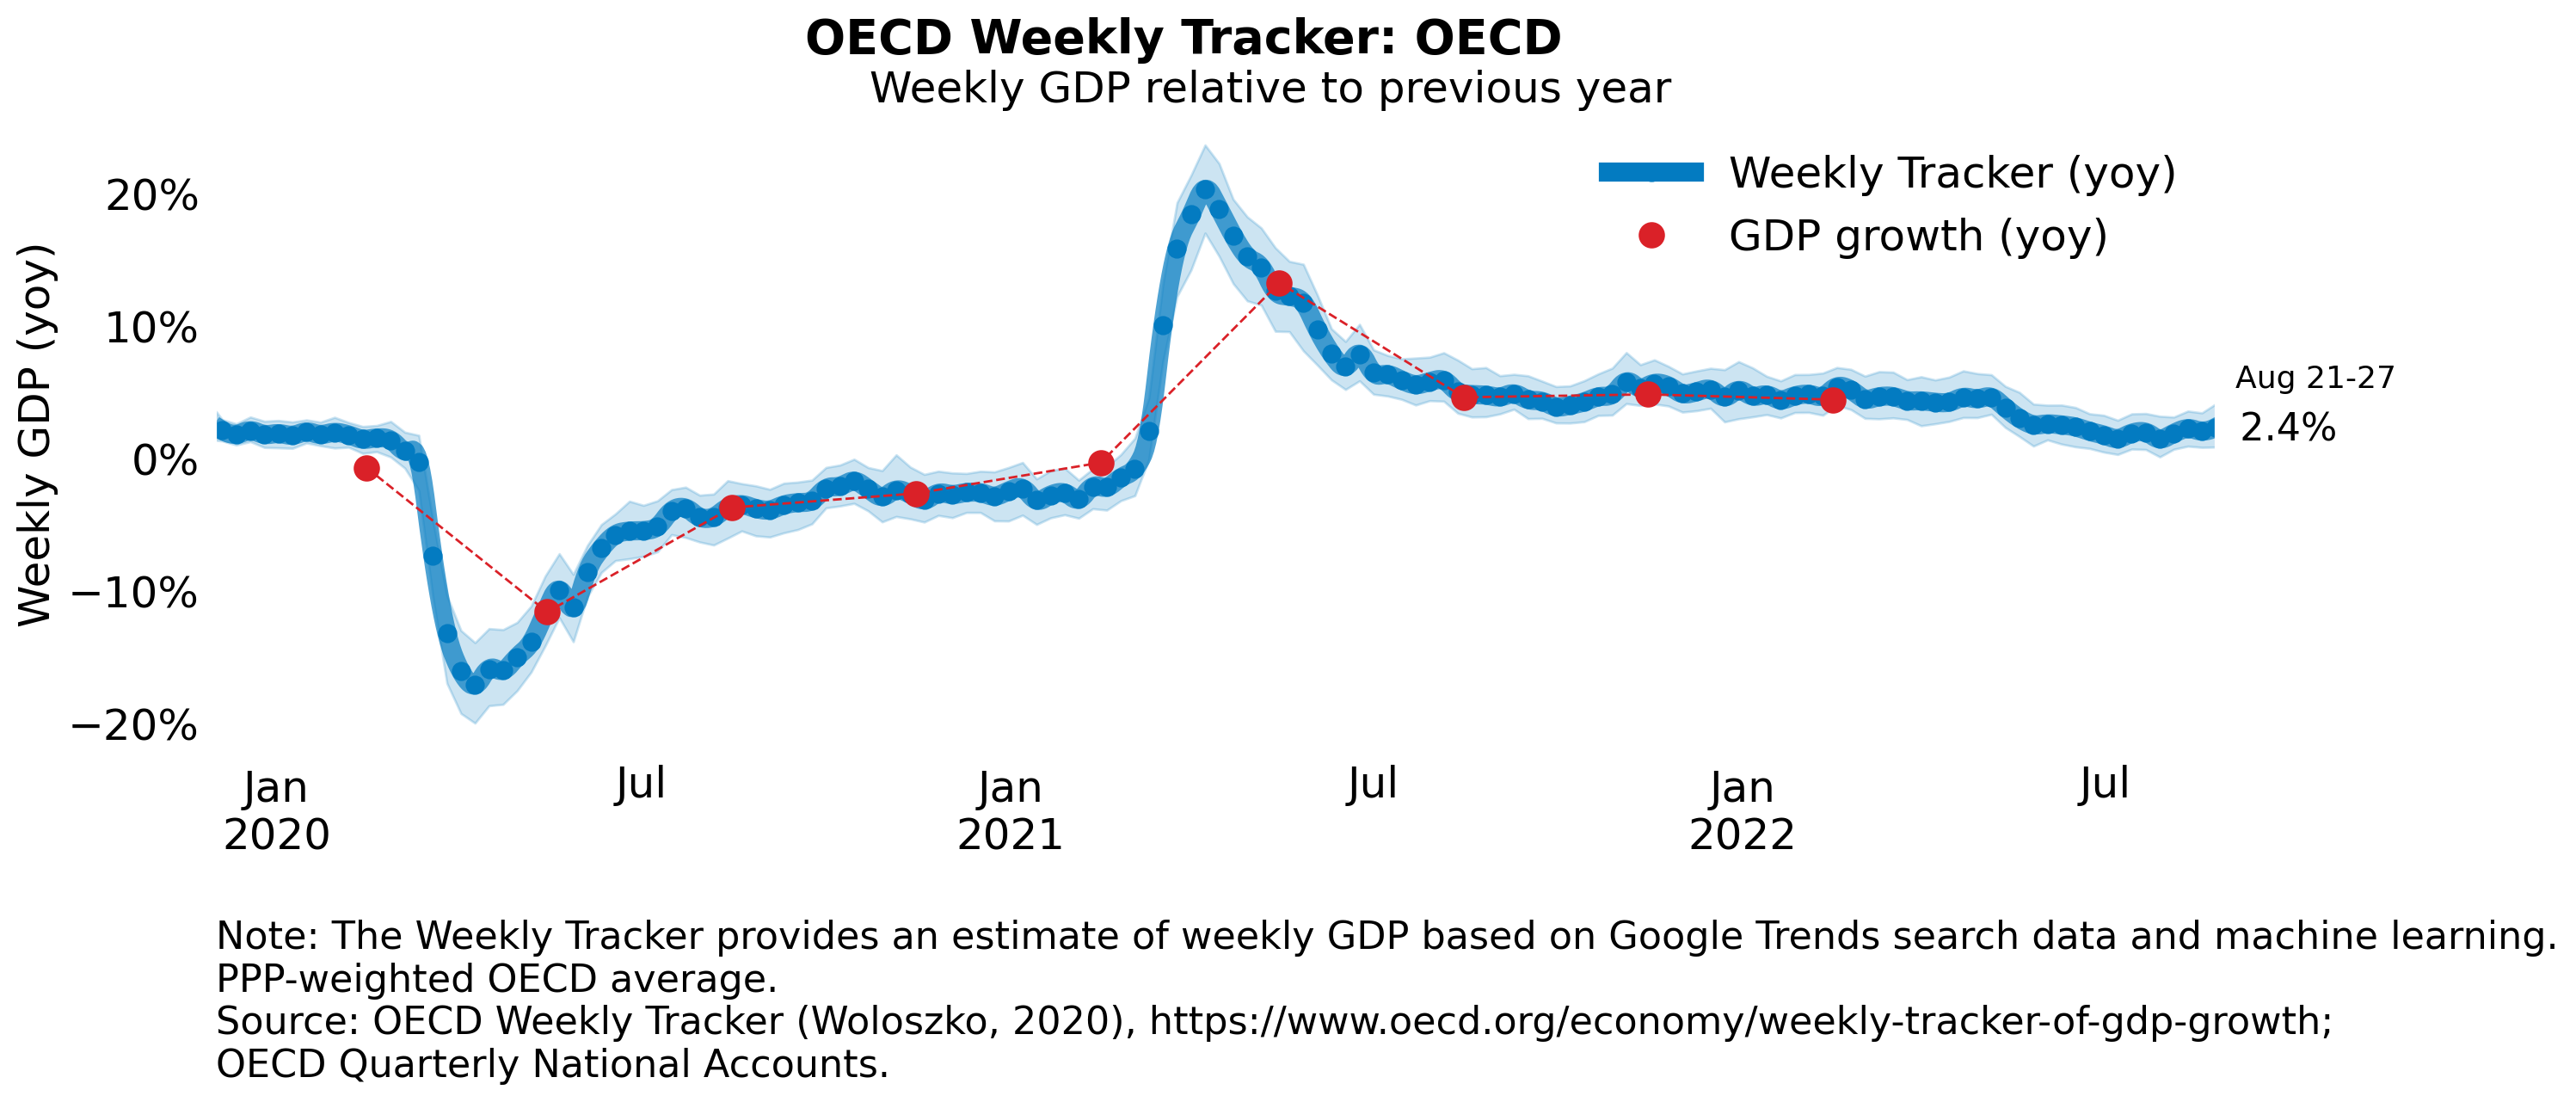 OECD Weekly Tracker: OECD
Weekly GDP relative to previous year
Weekly Tracker (yoy)
GDP growth (yoy)
Weekly GDP (yoy)
20%
10%
0%
−10%
−20%
Aug 21-27
2.4%
Jan
2020
Jul
Jan
2021
Jul
Jan
2022
Jul
Note: The Weekly Tracker provides an estimate of weekly GDP based on Google Trends search data and machine learning.
PPP-weighted OECD average.
Source: OECD Weekly Tracker (Woloszko, 2020), https://www.oecd.org/economy/weekly-tracker-of-gdp-growth;
OECD Quarterly National Accounts.